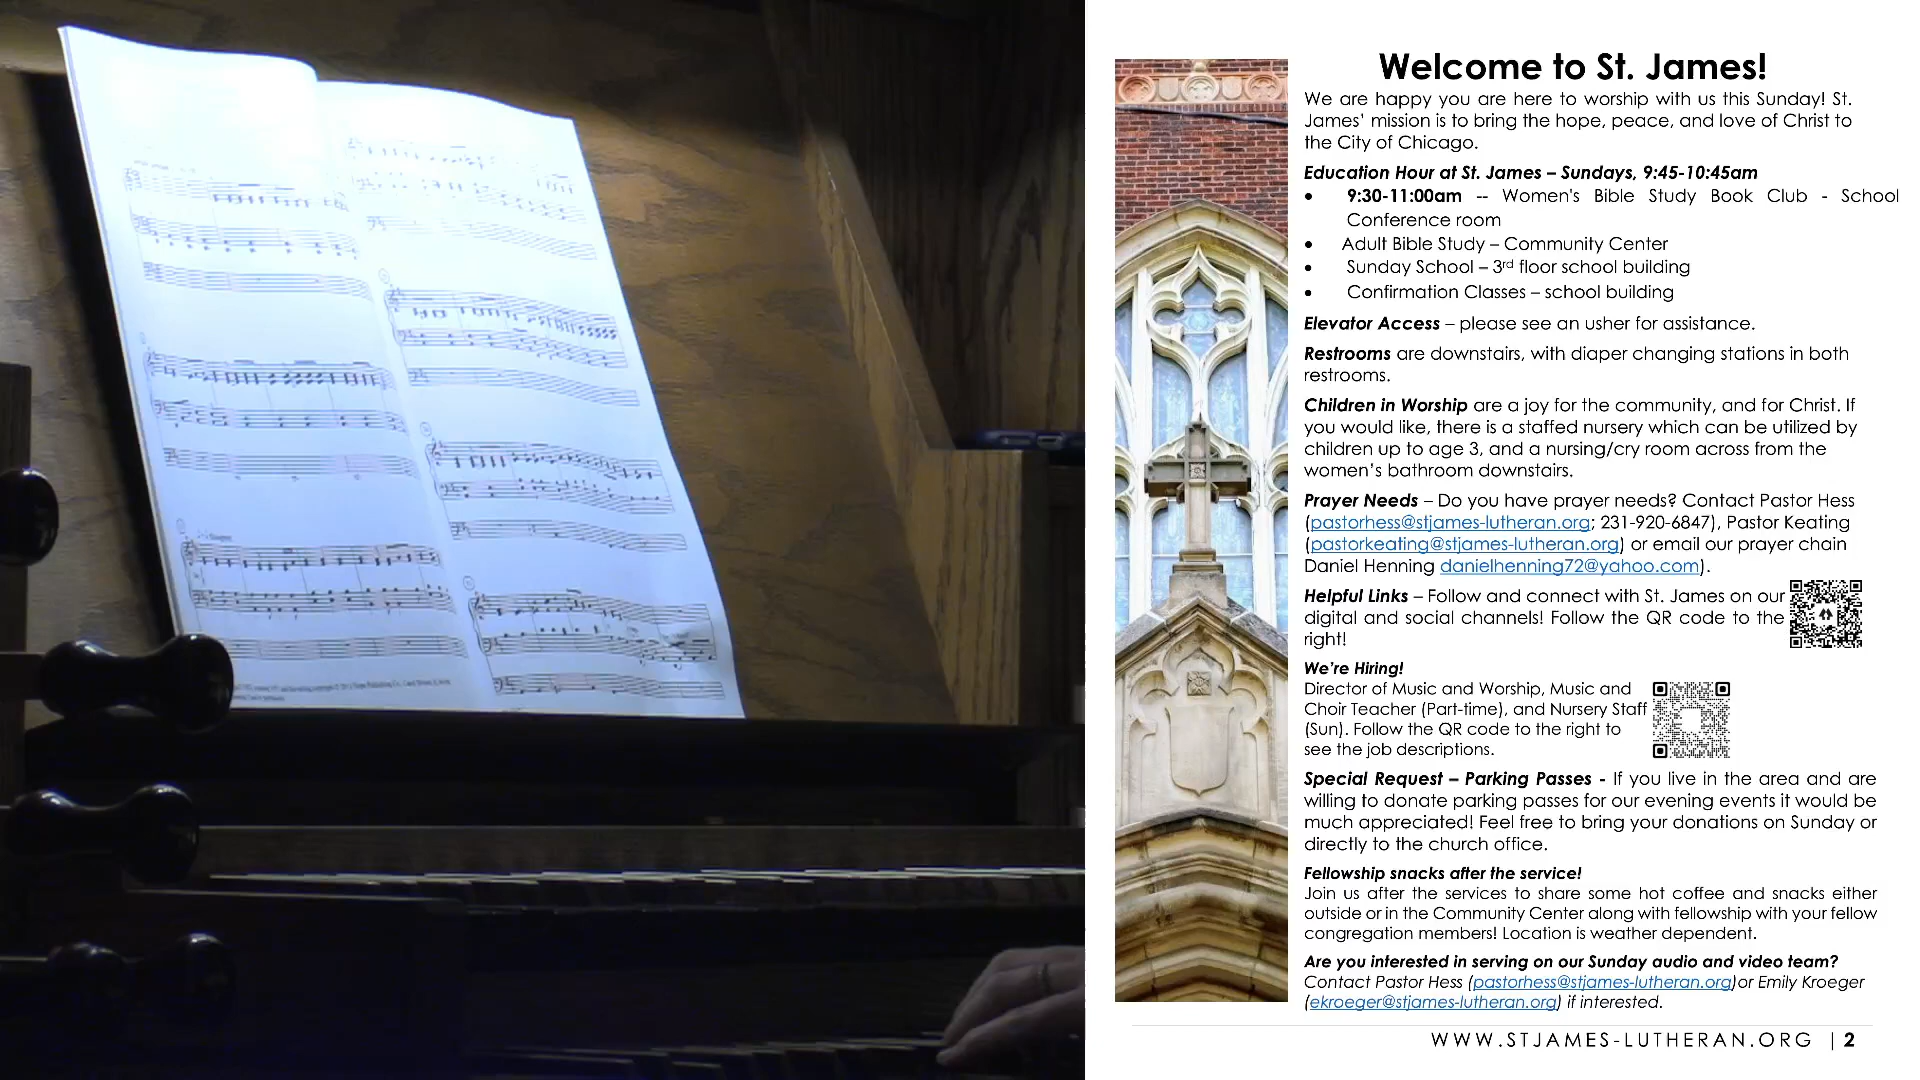 Welcome to St. James!
We are happy you are here to worship with us this Sunday! St.
James' mission is to bring the hope, peace, and love of Christ to
the City of Chicago.
Education Hour at St. James – Sundays, 9:45-10:45am
• 9:30-11:00am -- Women's Bible Study Book Club - School
Conference room
• Adult Bible Study – Community Center
• Sunday School – 3rd floor school building
• Confirmation Classes – school building
Elevator Access – please see an usher for assistance.
Restrooms are downstairs, with diaper changing stations in both
restrooms.
Children in Worship are a joy for the community, and for Christ. If
you would like, there is a staffed nursery which can be utilized by
children up to age 3, and a nursing/cry room across from the
women's bathroom downstairs.
Prayer Needs – Do you have prayer needs? Contact Pastor Hess
(pastorhess@stjames-lutheran.org; 231-920-6847), Pastor Keating
(pastorkeating@stjames-lutheran.org) or email our prayer chain
Daniel Henning danielhenning72@yahoo.com).
Helpful Links – Follow and connect with St. James on our
digital and social channels! Follow the QR code to the
right!
We're Hiring!
Director of Music and Worship, Music and
Choir Teacher (Part-time), and Nursery Staff
(Sun). Follow the QR code to the right to
see the job descriptions.
Special Request – Parking Passes - If you live in the area and are
willing to donate parking passes for our evening events it would be
much appreciated! Feel free to bring your donations on Sunday or
directly to the church office.
Fellowship snacks after the service!
Join us after the services to share some hot coffee and snacks either
outside or in the Community Center along with fellowship with your fellow
congregation members! Location is weather dependent.
Are you interested in serving on our Sunday audio and video team?
Contact Pastor Hess (pastorhess@stjames-lutheran.org)or Emily Kroeger
(ekroeger@stjames-lutheran.org) if interested.
WWW.STJAMES-LUTHERAN.ORG | 2